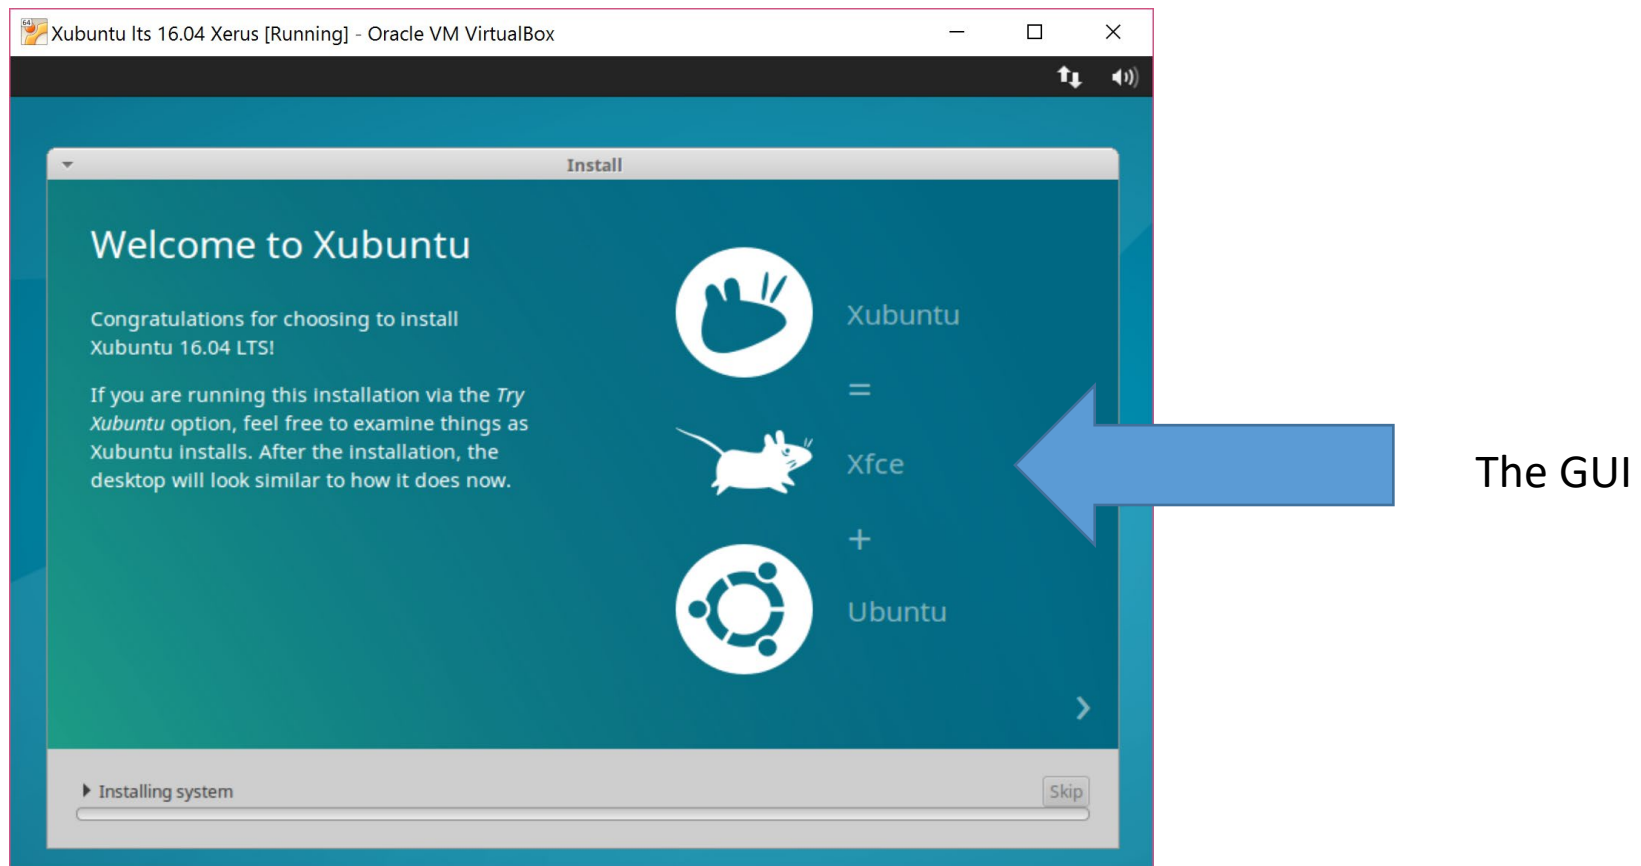 64
Xubuntu lts 16.04 Xerus [Running] - Oracle VM VirtualBox
Install
Welcome to Xubuntu
Congratulations for choosing to install
Xubuntu 16.04 LTS!
If you are running this installation via the Try
Xubuntu option, feel free to examine things as
Xubuntu installs. After the installation, the
desktop will look similar to how it does now.
Xubuntu
=
Xfce
+
Ubuntu
The GUI
Installing system
Skip